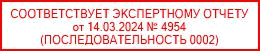 СООТВЕТСТВУЕТ ЭКСПЕРТНОМУ ОТЧЕТУ
от 14.03.2024 № 4954
(ПОСЛЕДОВАТЕЛЬНОСТЬ 0002)